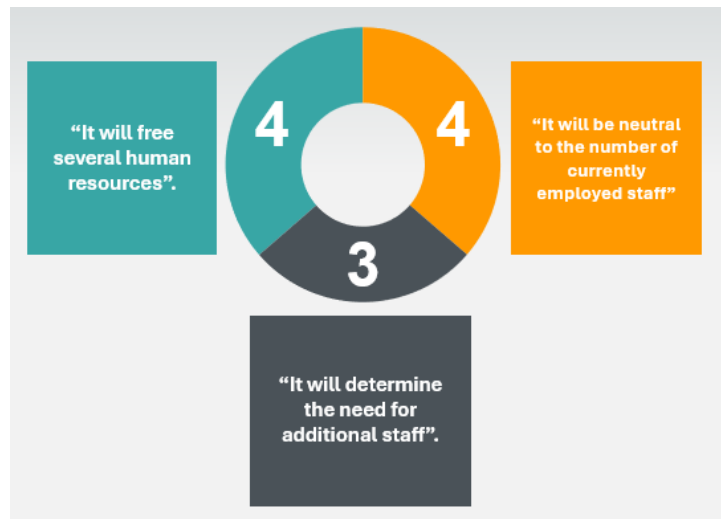 “It will free
several human
resources”.
4
4
“It will be neutral
to the number of
currently
employed staff”
3
“It will determine
the need for
additional staff”.